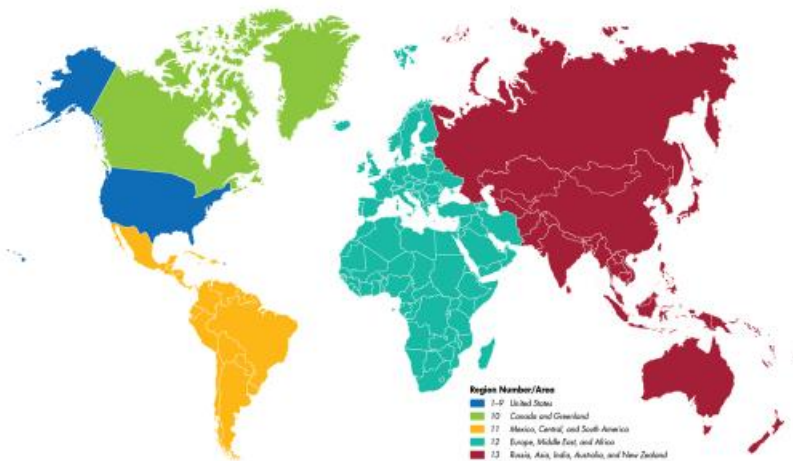 Region Number/Area
1-9 United States
10 Canada and Greenland
11 Mexico, Central, and South America
12 Europe, Middle East, and Africa
13 Russia, Asia, India, Australia, and New Zealand